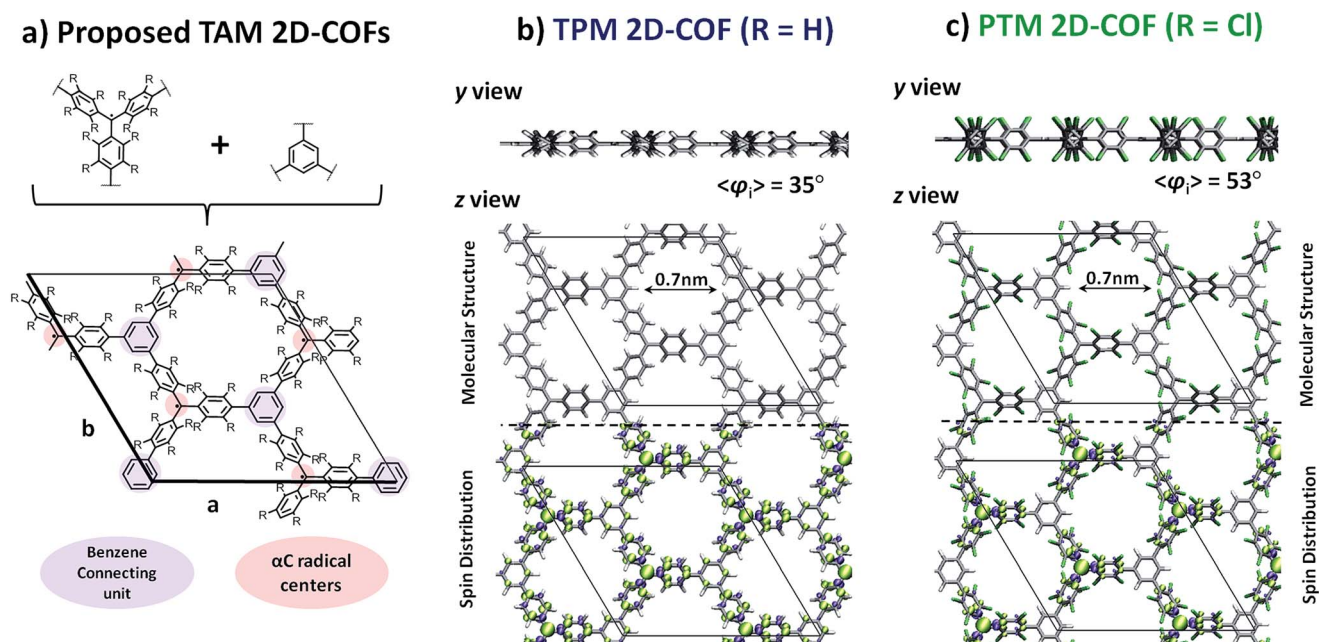 a) Proposed TAM 2D-COFs
R R R R
R R R R
R R
R R
+
R R
R R
R R
R R
R R
R R
R R
R R
R R
R R
b
a
Benzene
Connecting
unit
αC radical
centers
b) TPM 2D-COF (R = H)
y view
<φi> = 35°
z view
0.7nm
Molecular Structure
Spin Distribution
c) PTM 2D-COF (R = Cl)
y view
<φi> = 53°
z view
0.7nm
Molecular Structure
Spin Distribution